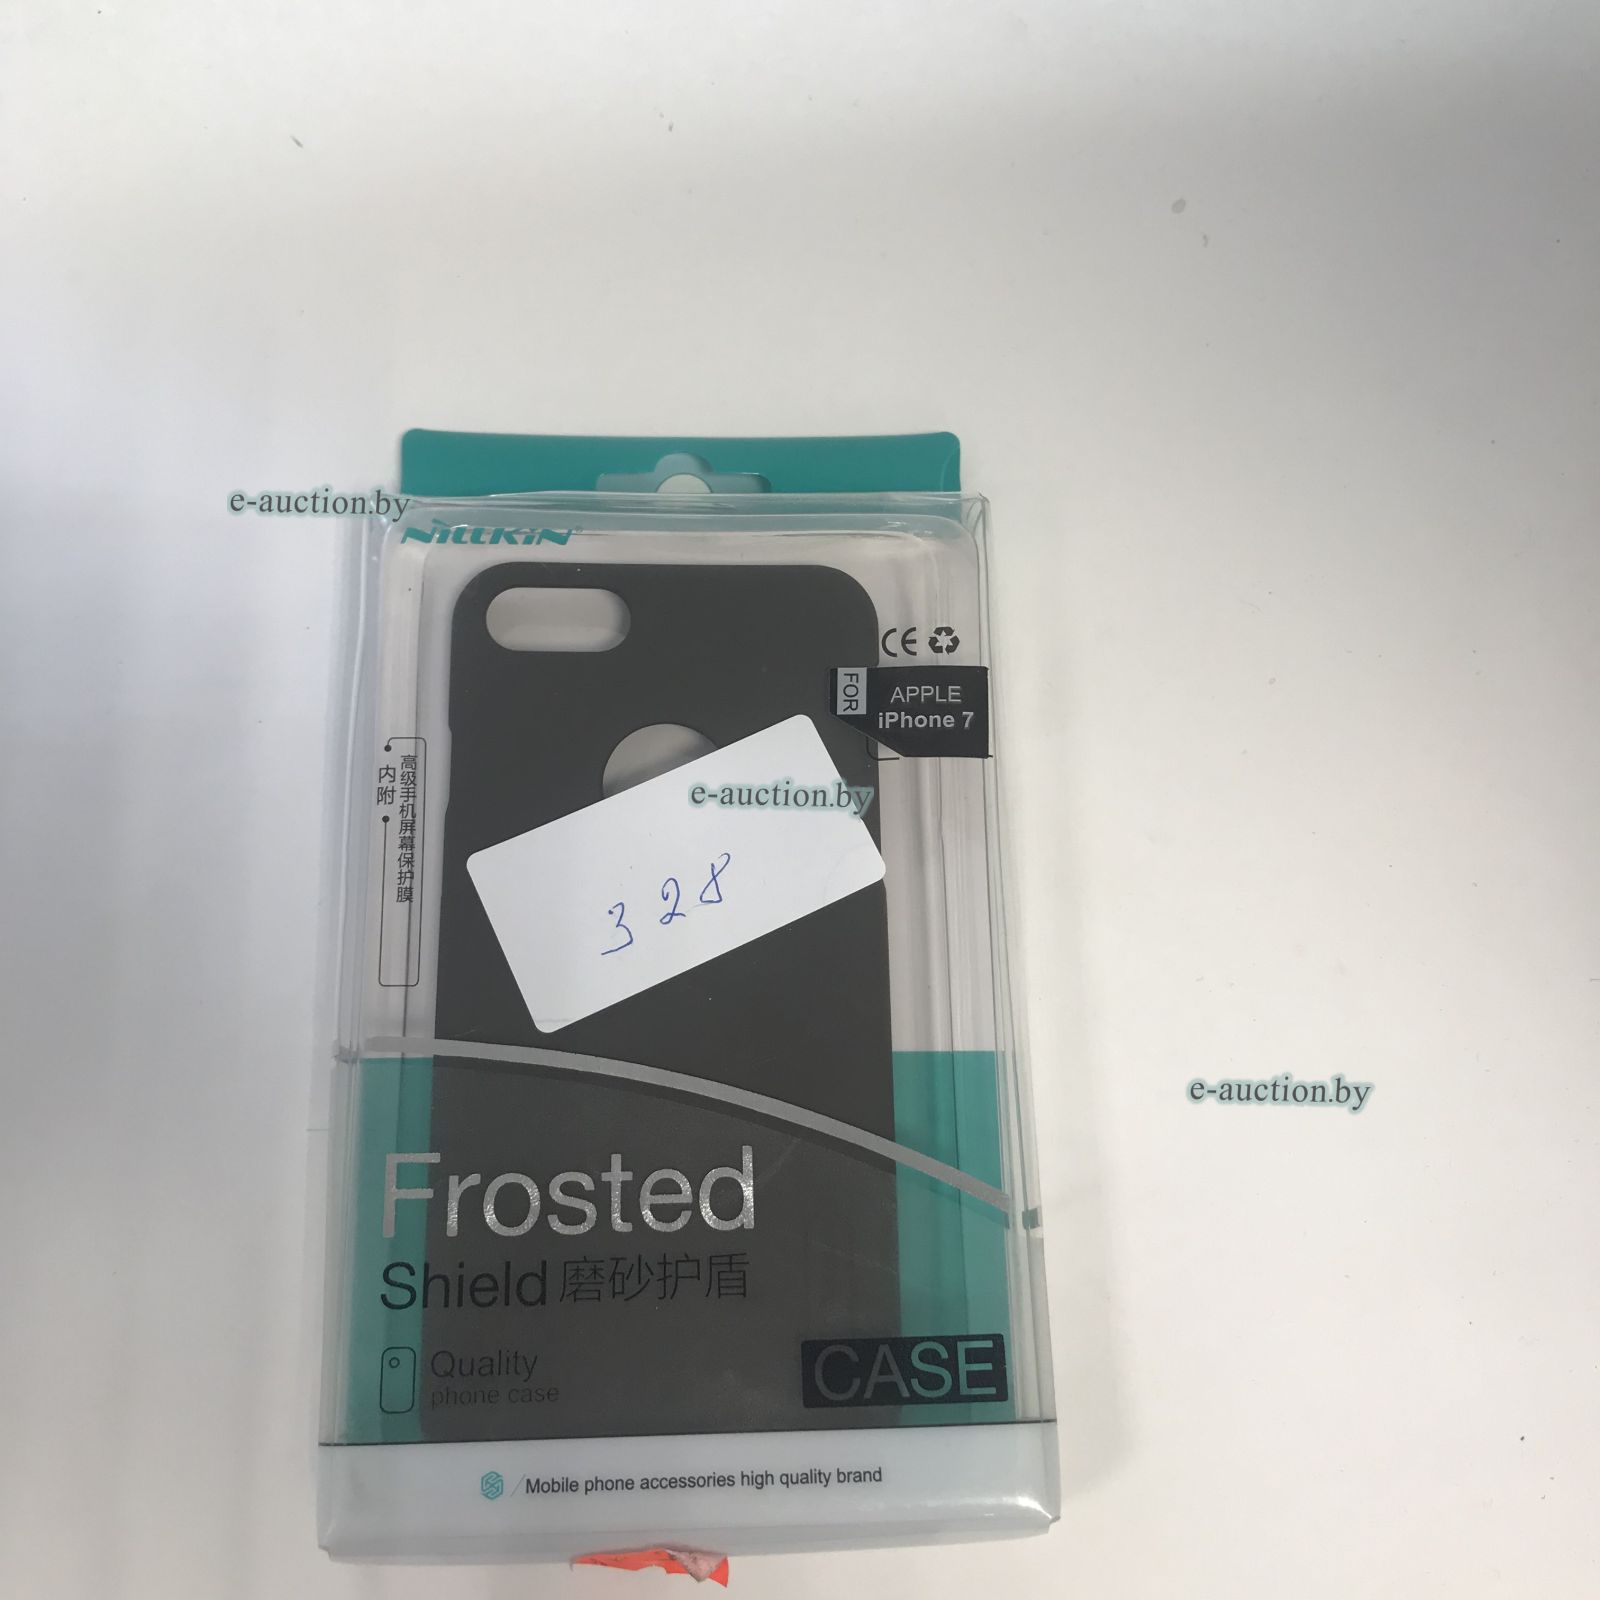 e-auction.by
NILLKIN®
CE
FOR
APPLE
iPhone 7
内附
高级手机屏幕保护膜
e-auction.by
328
e-auction.by
Frosted
Shield 磨砂护盾
Quality
phone case
CASE
Mobile phone accessories high quality brand